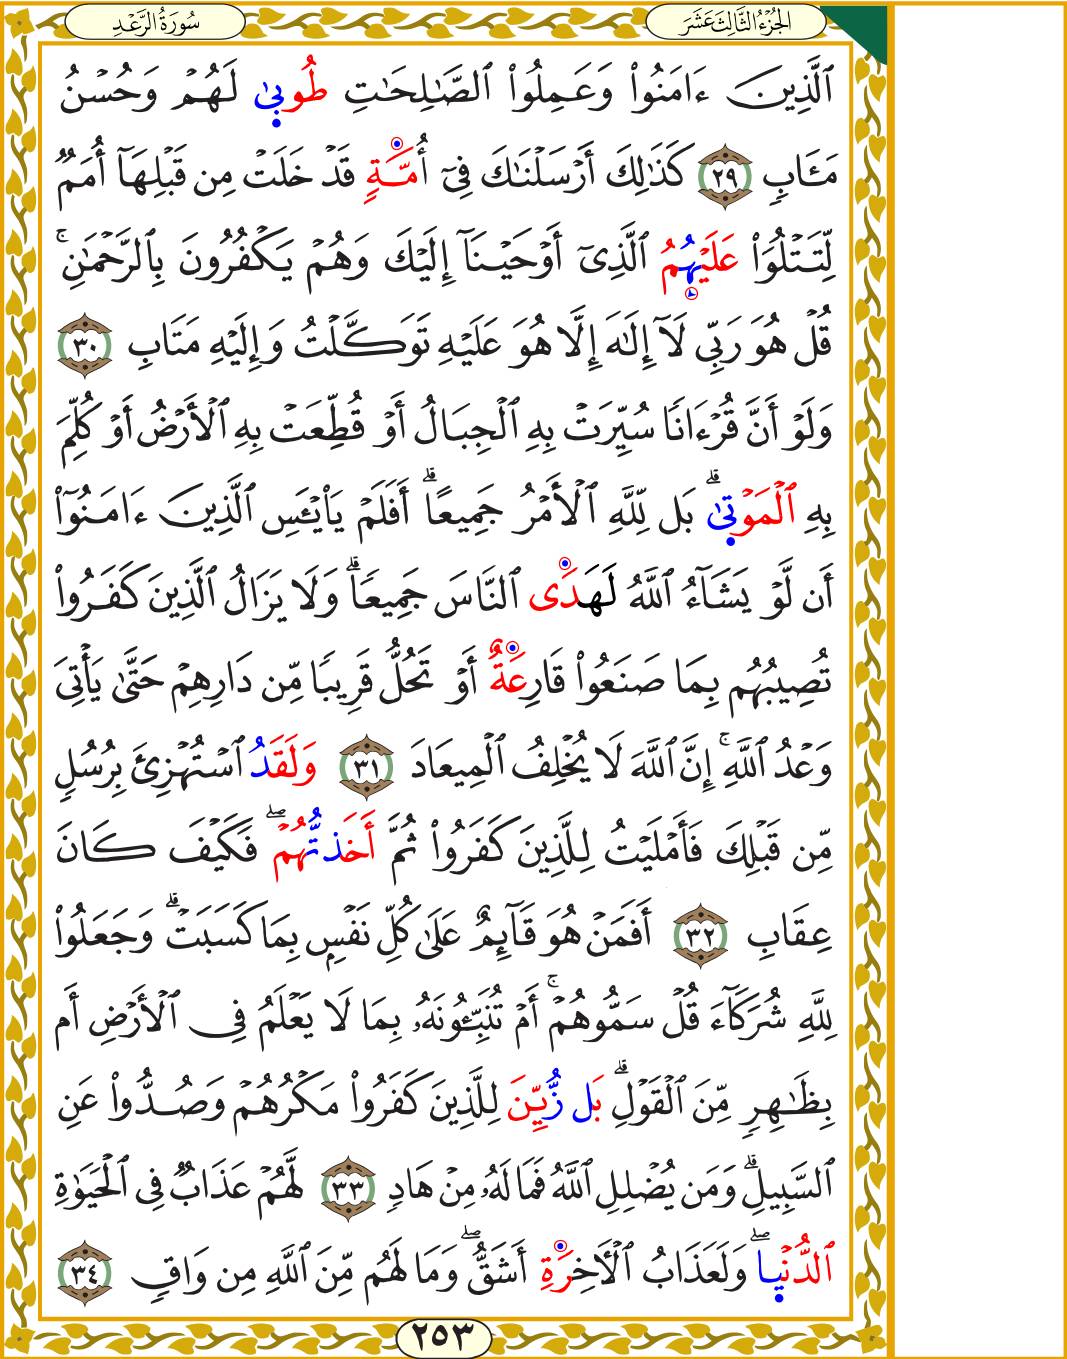 سُورَةُ الرَّعْدِ
الجُزْءُ الثَّالِثَ عَشَرَ
ٱلَّذِينَ ءَامَنُوا۟ وَعَمِلُوا۟ ٱلصَّـٰلِحَـٰتِ طُوبَىٰ لَهُمْ وَحُسْنُ
مَـَٔابٍ ٢٩ كَذَٰلِكَ أَرْسَلْنَـٰكَ فِىٓ أُمَّةٍ قَدْ خَلَتْ مِن قَبْلِهَآ أُمَمٌ
لِّتَتْلُوَا۟ عَلَيْهُمُ ٱلَّذِىٓ أَوْحَيْنَآ إِلَيْكَ وَهُمْ يَكْفُرُونَ بِٱلرَّحْمَـٰنِ ۚ
قُلْ هُوَ رَبِّى لَآ إِلَـٰهَ إِلَّا هُوَ عَلَيْهِ تَوَكَّلْتُ وَإِلَيْهِ مَتَابِ ٣٠
وَلَوْ أَنَّ قُرْءَانًا سُيِّرَتْ بِهِ ٱلْجِبَالُ أَوْ قُطِّعَتْ بِهِ ٱلْأَرْضُ أَوْ كُلِّمَ
بِهِ ٱلْمَوْتَىٰ ۗ بَل لِّلَّهِ ٱلْأَمْرُ جَمِيعًا ۗ أَفَلَمْ يَا۟يْـَٔسِ ٱلَّذِينَ ءَامَنُوٓا۟
أَن لَّوْ يَشَآءُ ٱللَّهُ لَهَدَى ٱلنَّاسَ جَمِيعًا ۗ وَلَا يَزَالُ ٱلَّذِينَ كَفَرُوا۟
تُصِيبُهُم بِمَا صَنَعُوا۟ قَارِعَةٌ أَوْ تَحُلُّ قَرِيبًا مِّن دَارِهِمْ حَتَّىٰ يَأْتِىَ
وَعْدُ ٱللَّهِ ۚ إِنَّ ٱللَّهَ لَا يُخْلِفُ ٱلْمِيعَادَ ٣١ وَلَقَدُ ٱسْتُهْزِئَ بِرُسُلٍ
مِّن قَبْلِكَ فَأَمْلَيْتُ لِلَّذِينَ كَفَرُوا۟ ثُمَّ أَخَذتُّهُمْ ۖ فَكَيْفَ كَانَ
عِقَابِ ٣٢ أَفَمَنْ هُوَ قَآئِمٌ عَلَىٰ كُلِّ نَفْسٍۭ بِمَا كَسَبَتْ ۗ وَجَعَلُوا۟
لِلَّهِ شُرَكَآءَ قُلْ سَمُّوهُمْ ۚ أَمْ تُنَبِّـُٔونَهُۥ بِمَا لَا يَعْلَمُ فِى ٱلْأَرْضِ أَم
بِظَـٰهِرٍ مِّنَ ٱلْقَوْلِ ۗ بَل زُّيِّنَ لِلَّذِينَ كَفَرُوا۟ مَكْرُهُمْ وَصُدُّوا۟ عَنِ
ٱلسَّبِيلِ ۗ وَمَن يُضْلِلِ ٱللَّهُ فَمَا لَهُۥ مِنْ هَادٍ ٣٣ لَّهُمْ عَذَابٌ فِى ٱلْحَيَوٰةِ
ٱلدُّنْيَا ۖ وَلَعَذَابُ ٱلْـَٔاخِرَةِ أَشَقُّ ۖ وَمَا لَهُم مِّنَ ٱللَّهِ مِن وَاقٍ ٣٤
٢٥٣